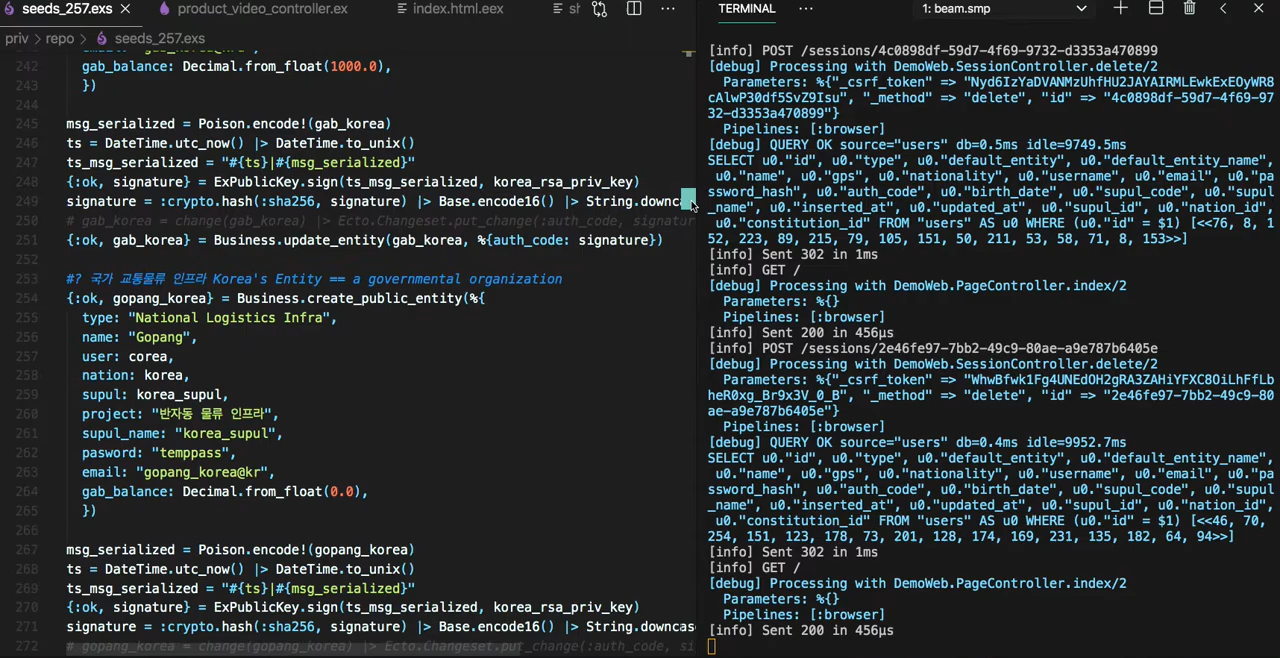 seeds_257.exs
product_video_controller.ex
index.html.eex
sh
priv > repo > seeds_257.exs
242 gab_balance: Decimal.from_float(1000.0),
243 })
244
245 msg_serialized = Poison.encode!(gab_korea)
246 ts = DateTime.utc_now() |> DateTime.to_unix()
247 ts_msg_serialized = "#{ts}|#{msg_serialized}"
248 {:ok, signature} = ExPublicKey.sign(ts_msg_serialized, korea_rsa_priv_key)
249 signature = :crypto.hash(:sha256, signature) |> Base.encode16() |> String.downca
250 # gab_korea = change(gab_korea) |> Ecto.Changeset.put_change(:auth_code, signatur
251 {:ok, gab_korea} = Business.update_entity(gab_korea, %{auth_code: signature})
252
253 #? 국가 교통물류 인프라 Korea's Entity == a governmental organization
254 {:ok, gopang_korea} = Business.create_public_entity(%{
255 type: "National Logistics Infra",
256 name: "Gopang",
257 user: corea,
258 nation: korea,
259 supul: korea_supul,
260 project: "반자동 물류 인프라",
261 supul_name: "korea_supul",
262 pasword: "temppass",
263 email: "gopang_korea@kr",
264 gab_balance: Decimal.from_float(0.0),
265 })
266
267 msg_serialized = Poison.encode!(gopang_korea)
268 ts = DateTime.utc_now() |> DateTime.to_unix()
269 ts_msg_serialized = "#{ts}|#{msg_serialized}"
270 {:ok, signature} = ExPublicKey.sign(ts_msg_serialized, korea_rsa_priv_key)
271 signature = :crypto.hash(:sha256, signature) |> Base.encode16() |> String.downcas
272 # gopang_korea = change(gopang_korea) |> Ecto.Changeset.put_change(:auth_code, si
TERMINAL
1: beam.smp
[info] POST /sessions/4c0898df-59d7-4f69-9732-d3353a470899
[debug] Processing with DemoWeb.SessionController.delete/2
Parameters: %{"_csrf_token" => "Nyd6IzYaDVANMzUhfHU2JAYAIRMLEwkExEOyWR8
cAlwP30df5SvZ9Isu", "_method" => "delete", "id" => "4c0898df-59d7-4f69-97
32-d3353a470899"}
Pipelines: [:browser]
[debug] QUERY OK source="users" db=0.5ms idle=9749.5ms
SELECT u0."id", u0."type", u0."default_entity", u0."default_entity_name",
u0."name", u0."gps", u0."nationality", u0."username", u0."email", u0."pa
ssword_hash", u0."auth_code", u0."birth_date", u0."supul_code", u0."supul
_name", u0."inserted_at", u0."updated_at", u0."supul_id", u0."nation_id",
u0."constitution_id" FROM "users" AS u0 WHERE (u0."id" = $1) [<<76, 8, 1
52, 223, 89, 215, 79, 105, 151, 50, 211, 53, 58, 71, 8, 153>>]
[info] Sent 302 in 1ms
[info] GET /
[debug] Processing with DemoWeb.PageController.index/2
Parameters: %{}
Pipelines: [:browser]
[info] Sent 200 in 456µs
[info] POST /sessions/2e46fe97-7bb2-49c9-80ae-a9e787b6405e
[debug] Processing with DemoWeb.SessionController.delete/2
Parameters: %{"_csrf_token" => "WhwBfwk1Fg4UNEdOH2gRA3ZAHiYFXC8OiLhFfLb
heR0xg_Br9x3V_0_B", "_method" => "delete", "id" => "2e46fe97-7bb2-49c9-80
ae-a9e787b6405e"}
Pipelines: [:browser]
[debug] QUERY OK source="users" db=0.4ms idle=9952.7ms
SELECT u0."id", u0."type", u0."default_entity", u0."default_entity_name",
u0."name", u0."gps", u0."nationality", u0."username", u0."email", u0."pa
ssword_hash", u0."auth_code", u0."birth_date", u0."supul_code", u0."supul
_name", u0."inserted_at", u0."updated_at", u0."supul_id", u0."nation_id",
u0."constitution_id" FROM "users" AS u0 WHERE (u0."id" = $1) [<<46, 70,
254, 151, 123, 178, 73, 201, 128, 174, 169, 231, 135, 182, 64, 94>>]
[info] Sent 302 in 1ms
[info] GET /
[debug] Processing with DemoWeb.PageController.index/2
Parameters: %{}
Pipelines: [:browser]
[info] Sent 200 in 456µs